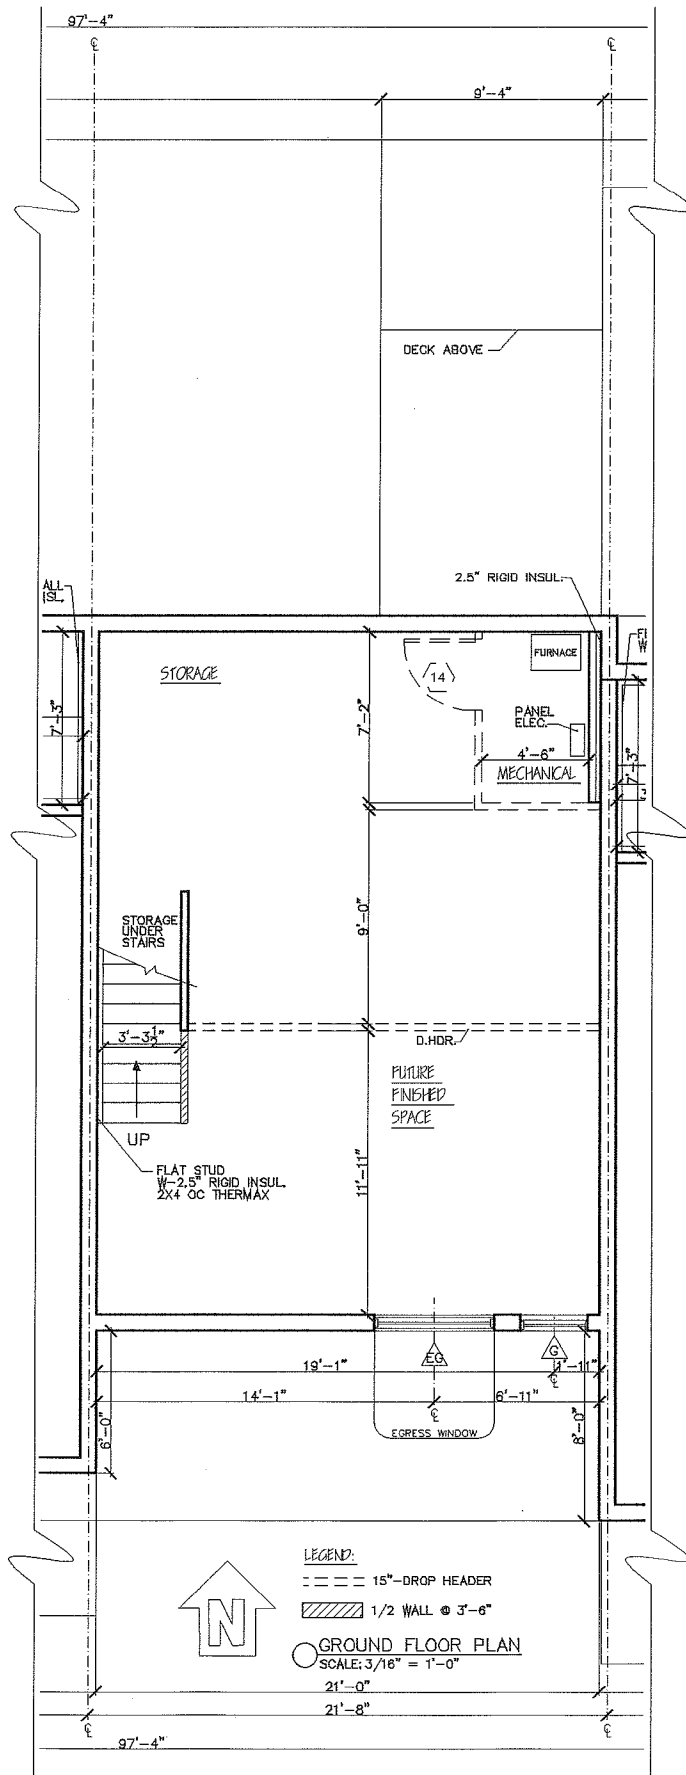 97'-4"
℄
℄
9'-4"
DECK ABOVE
2.5" RIGID INSUL.
ALL
ISL.
STORAGE
14
FURNACE
7'-3"
7'-2"
PANEL
ELEC.
4'-6"
MECHANICAL
7'-3"
9'-0"
STORAGE
UNDER
STAIRS
3'-3½"
D.HDR.
FUTURE
FINISHED
SPACE
UP
FLAT STUD
W-2.5" RIGID INSUL.
2X4 OC THERMAX
11'-11"
EG
G
19'-1"
1'-11"
℄
14'-1"
6'-11"
℄
6'-0"
8'-0"
EGRESS WINDOW
LEGEND:
15"-DROP HEADER
1/2 WALL @ 3'-6"
N
GROUND FLOOR PLAN
SCALE: 3/16" = 1'-0"
21'-0"
21'-8"
℄
℄
97'-4"